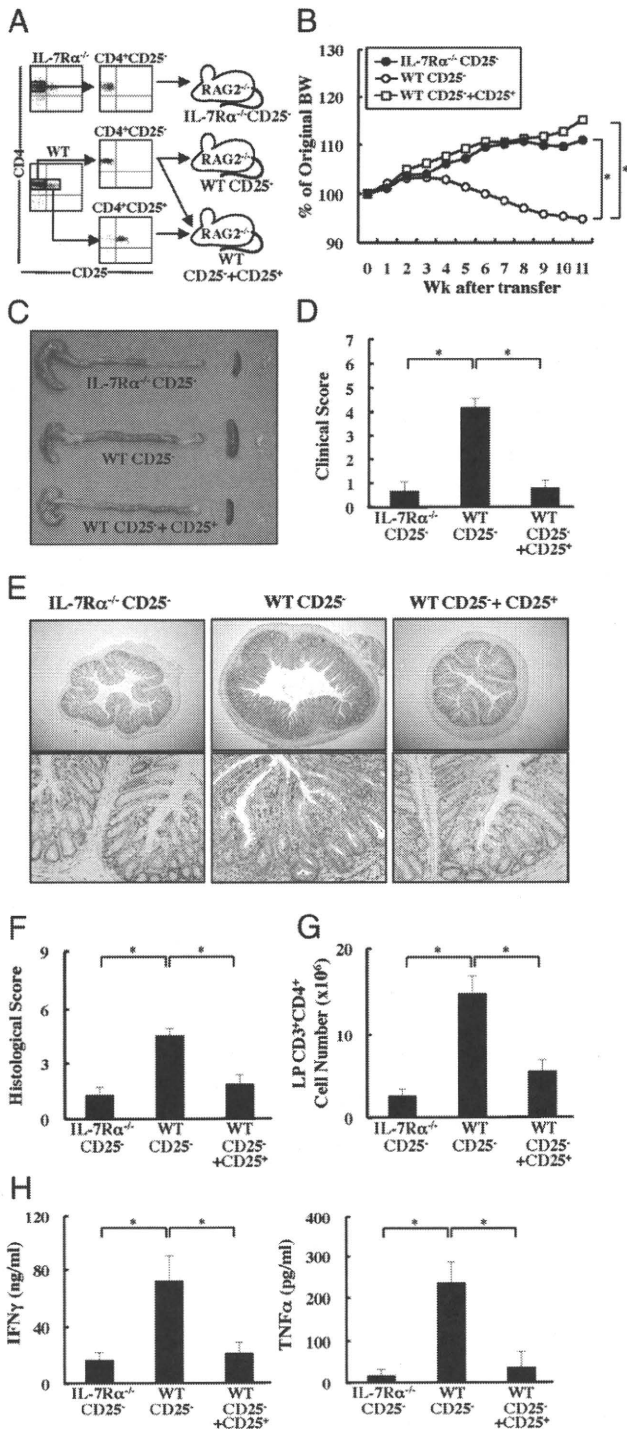 A
IL-7Rα⁻/⁻
CD4⁺CD25⁻
RAG2⁻/⁻
IL-7Rα⁻/⁻CD25⁻
CD4
WT
CD4⁺CD25⁻
RAG2⁻/⁻
WT CD25⁻
CD4⁺CD25⁺
RAG2⁻/⁻
WT
CD25⁻+CD25⁺
CD25
B
% of Original BW
130
120
110
100
90
IL-7Rα⁻/⁻ CD25⁻
WT CD25⁻
WT CD25⁻+CD25⁺
*
*
0 1 2 3 4 5 6 7 8 9 10 11
Wk after transfer
C
IL-7Rα⁻/⁻ CD25⁻
WT CD25⁻
WT CD25⁻+ CD25⁺
D
Clinical Score
7
6
5
4
3
2
1
0
* *
IL-7Rα⁻/⁻ WT WT
CD25⁻ CD25⁻ CD25⁻
+CD25⁺
E
IL-7Rα⁻/⁻ CD25⁻ WT CD25⁻ WT CD25⁻+ CD25⁺
F
Histological Score
9
6
3
0
* *
IL-7Rα⁻/⁻ WT WT
CD25⁻ CD25⁻ CD25⁻
+CD25⁺
G
LP CD3⁺CD4⁺
Cell Number (x10⁶)
20
10
0
* *
IL-7Rα⁻/⁻ WT WT
CD25⁻ CD25⁻ CD25⁻
+CD25⁺
H
IFNγ (ng/ml)
120
80
40
0
* *
IL-7Rα⁻/⁻ WT WT
CD25⁻ CD25⁻ CD25⁻
+CD25⁺
TNFα (pg/ml)
400
300
200
100
0
* *
IL-7Rα⁻/⁻ WT WT
CD25⁻ CD25⁻ CD25⁻
+CD25⁺